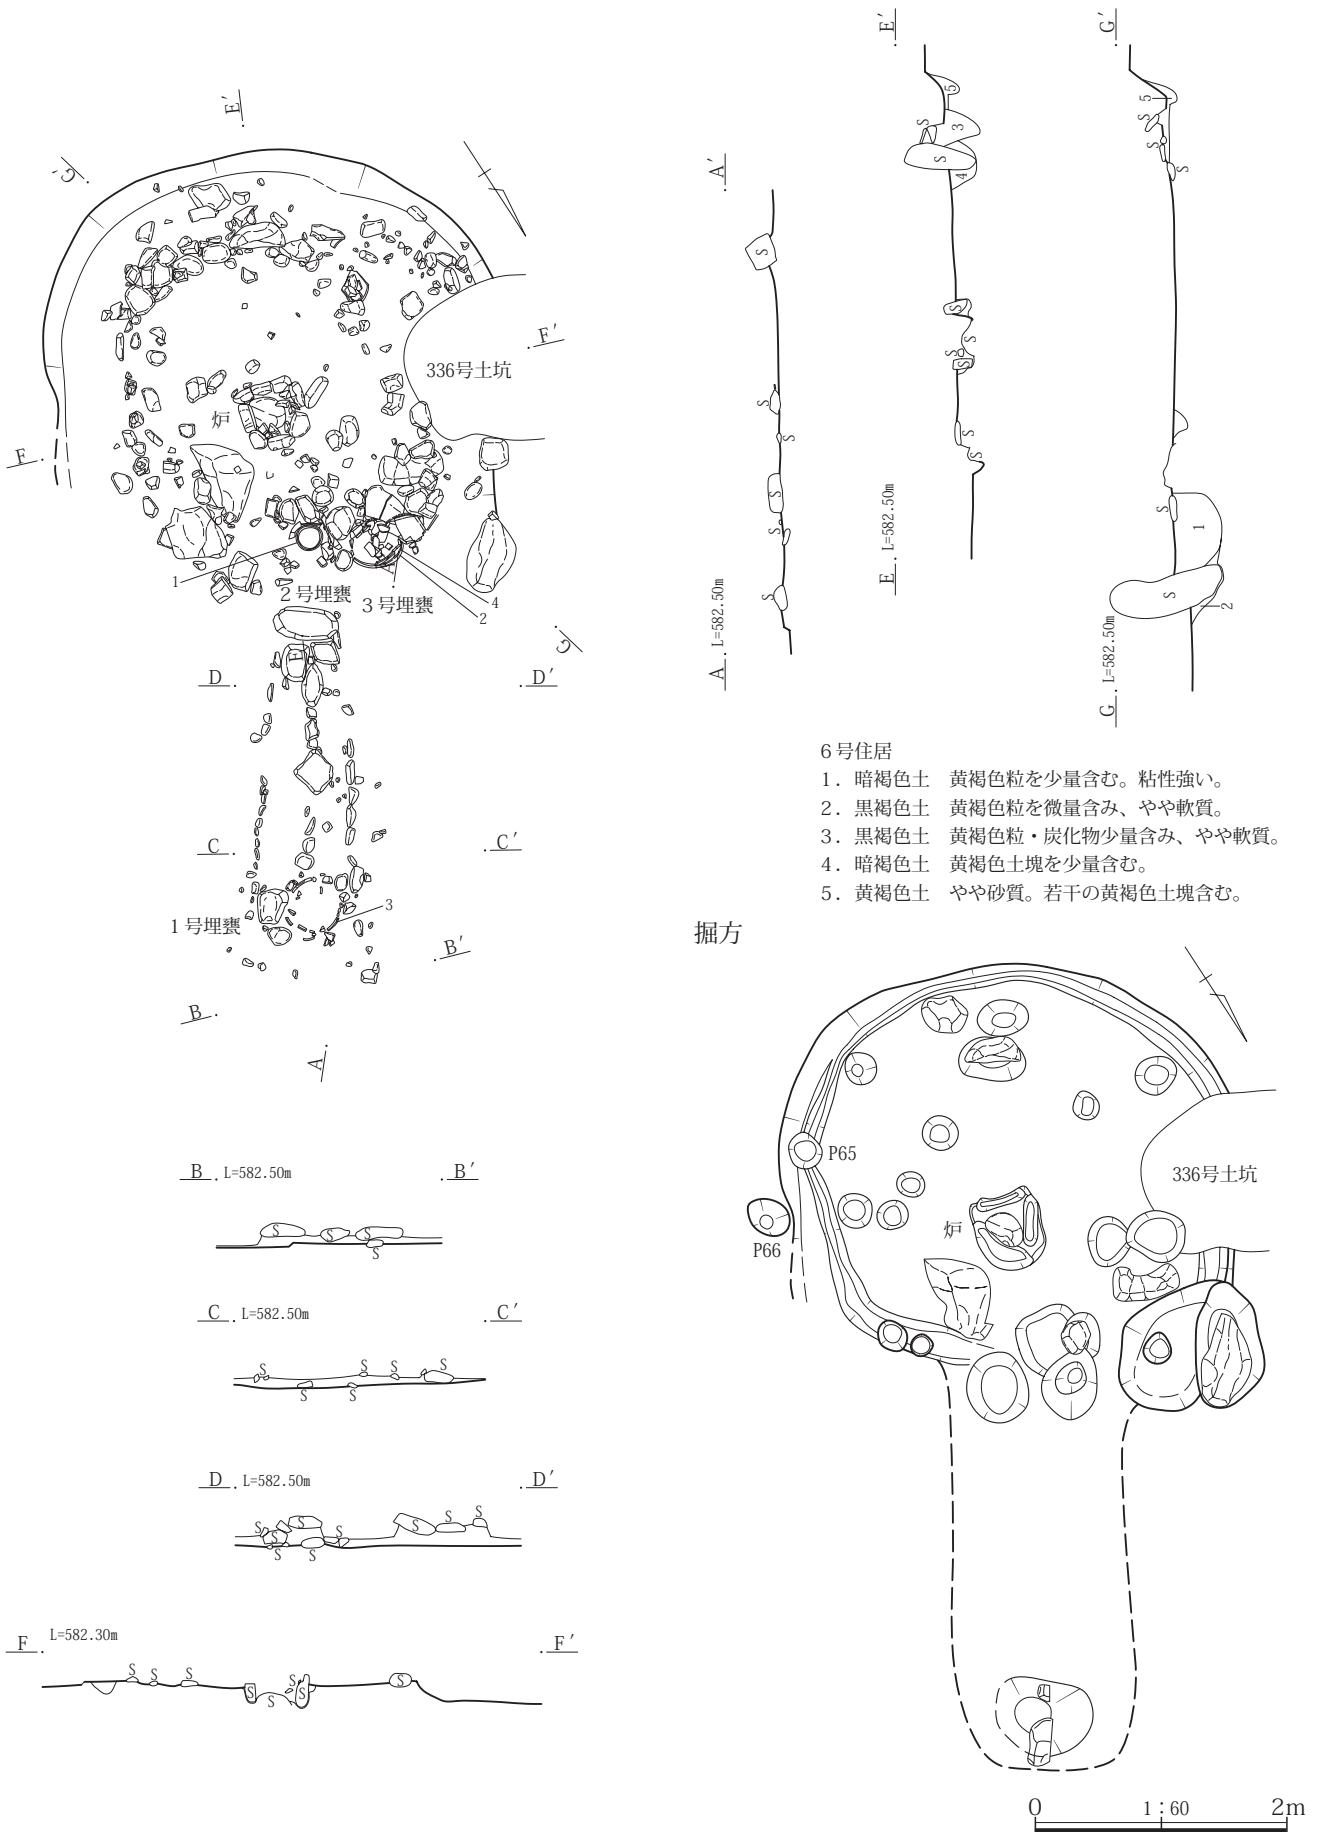 E′
G′
336号土坑
F′
炉
F
1
2号埋甕
3号埋甕
4
2
G
D
D′
C
C′
3
1号埋甕
B′
B
A
E′
G′
A′
5
3
S
S
4
S
S
S
S
S
S
S
S
S
S
S
S
S
S
E L=582.50m
A L=582.50m
5
S
S
S
S
1
S
2
G L=582.50m
6号住居
1．暗褐色土　黄褐色粒を少量含む。粘性強い。
2．黒褐色土　黄褐色粒を微量含み、やや軟質。
3．黒褐色土　黄褐色粒・炭化物少量含み、やや軟質。
4．暗褐色土　黄褐色土塊を少量含む。
5．黄褐色土　やや砂質。若干の黄褐色土塊含む。
掘方
P65
P66
炉
336号土坑
B L=582.50m B′
S S S
S
C L=582.50m C′
S S S S
S S
D L=582.50m D′
S S S S S S S
S S
F L=582.30m F′
S S S S S S S S
0 1：60 2m